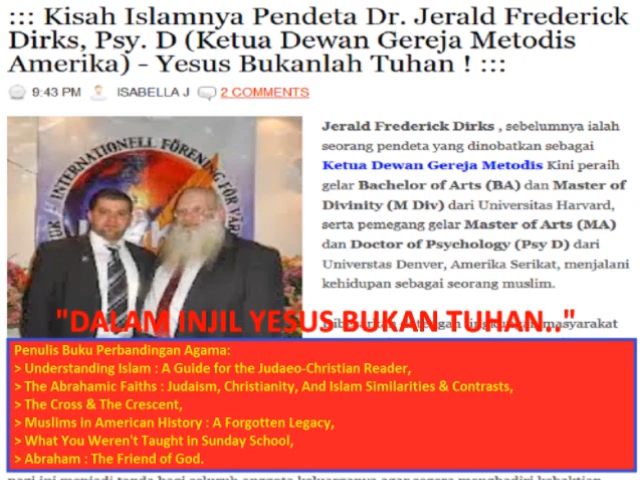 ::: Kisah Islamnya Pendeta Dr. Jerald Frederick
Dirks, Psy. D (Ketua Dewan Gereja Metodis
Amerika) - Yesus Bukanlah Tuhan ! :::
9:43 PM ISABELLA J 2 COMMENTS
INTERNATIONELL FÖRENING FÖR VÄR
Jerald Frederick Dirks , sebelumnya ialah
seorang pendeta yang dinobatkan sebagai
Ketua Dewan Gereja Metodis Kini peraih
gelar Bachelor of Arts (BA) dan Master of
Divinity (M Div) dari Universitas Harvard,
serta pemegang gelar Master of Arts (MA)
dan Doctor of Psychology (Psy D) dari
Universtas Denver, Amerika Serikat, menjalani
kehidupan sebagai seorang muslim.
"DALAM INJIL YESUS BUKAN TUHAN.."
masyarakat
Penulis Buku Perbandingan Agama:
> Understanding Islam : A Guide for the Judaeo-Christian Reader,
> The Abrahamic Faiths : Judaism, Christianity, And Islam Similarities & Contrasts,
> The Cross & The Crescent,
> Muslims in American History : A Forgotten Legacy,
> What You Weren't Taught in Sunday School,
> Abraham : The Friend of God.